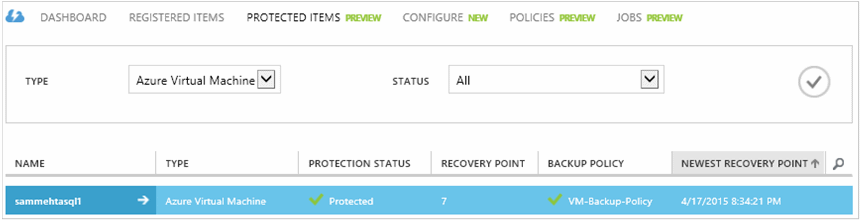 DASHBOARD REGISTERED ITEMS PROTECTED ITEMS PREVIEW CONFIGURE NEW POLICIES PREVIEW JOBS PREVIEW
TYPE Azure Virtual Machine STATUS All
NAME TYPE PROTECTION STATUS RECOVERY POINT BACKUP POLICY NEWEST RECOVERY POINT
sammehtasql1 Azure Virtual Machine Protected 7 VM-Backup-Policy 4/17/2015 8:34:21 PM